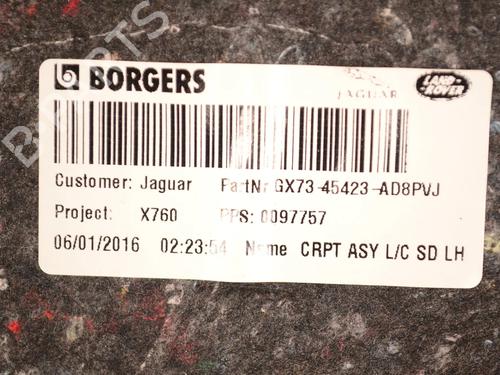 BORGERS
JAGUAR
LAND-
ROVER
Customer: Jaguar PartN: GX73-45423-AD8PVJ
Project: X760 PPS: 0097757
06/01/2016 02:23:54 Name CRPT ASY L/C SD LH